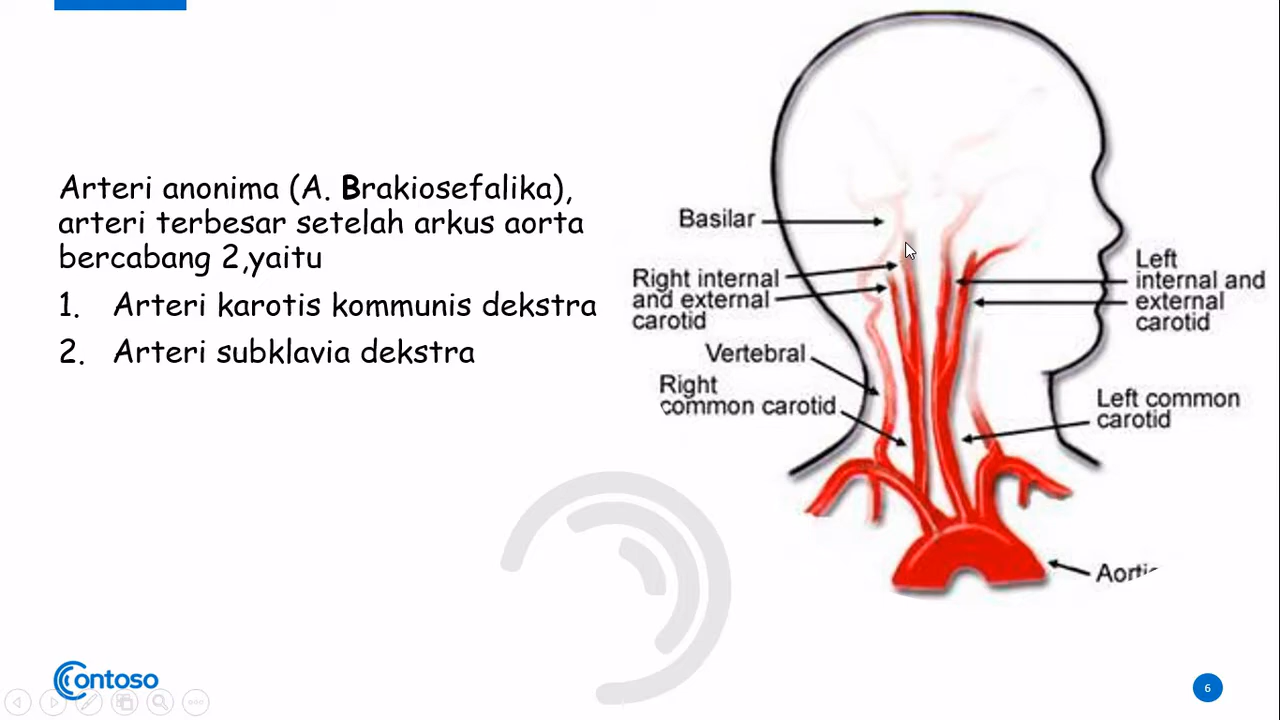 Arteri anonima (A. Brakiosefalika),
arteri terbesar setelah arkus aorta
bercabang 2,yaitu
1. Arteri karotis kommunis dekstra
2. Arteri subklavia dekstra
Basilar
Right internal
and external
carotid
Vertebral
Right
common carotid
Left
internal and
external
carotid
Left common
carotid
Contoso
6